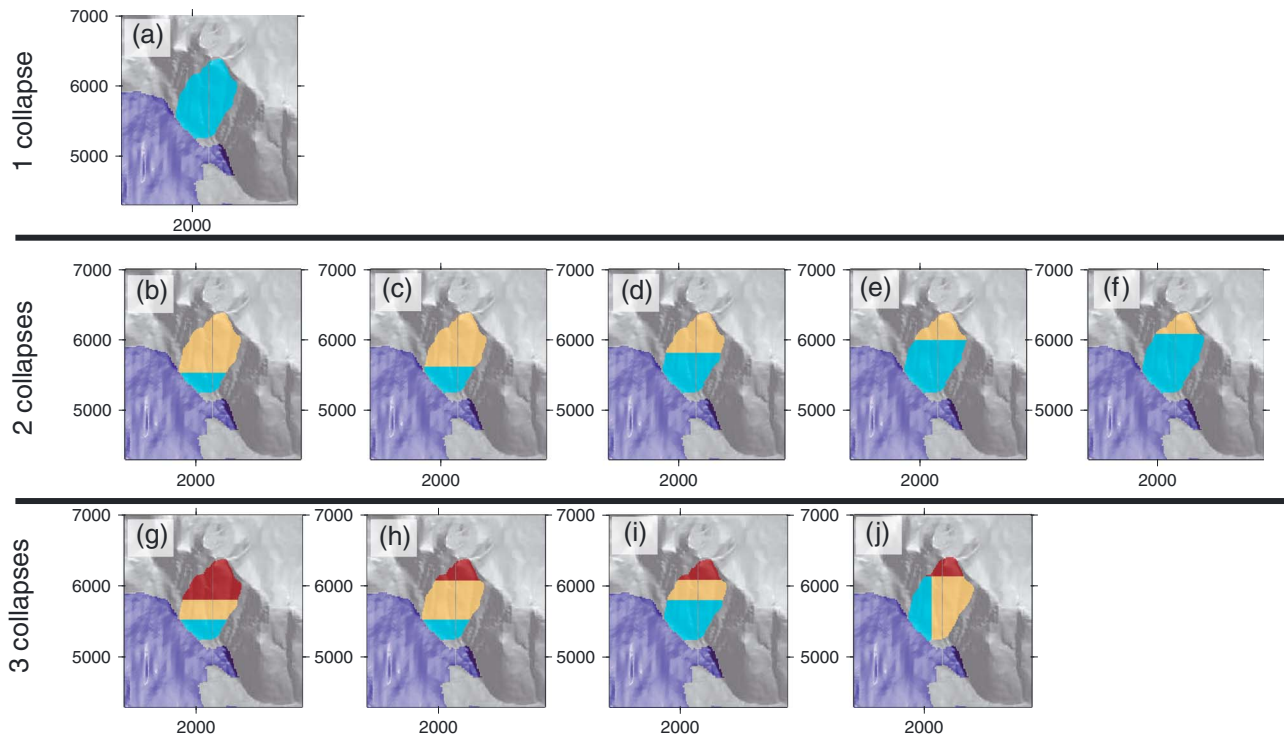 1 collapse
(a)
7000
6000
5000
2000
2 collapses
(b) (c) (d) (e) (f)
7000 7000 7000 7000 7000
6000 6000 6000 6000 6000
5000 5000 5000 5000 5000
2000 2000 2000 2000 2000
3 collapses
(g) (h) (i) (j)
7000 7000 7000 7000
6000 6000 6000 6000
5000 5000 5000 5000
2000 2000 2000 2000